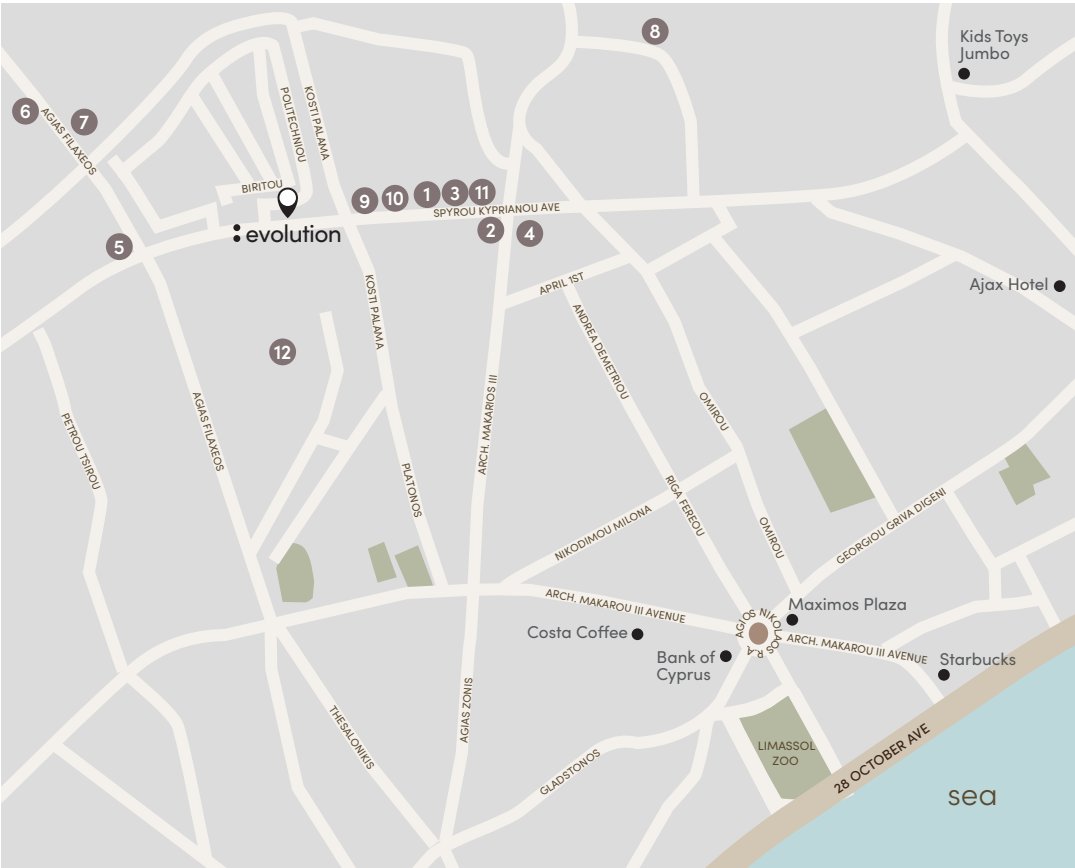 8
Kids Toys
Jumbo
6
7
AGIAS FILAXEOS
POLITECHNIOU
KOSTI PALAMA
BIRITOU
9
10
1
3
11
SPYROU KYPRIANOU AVE
2
4
5
evolution
KOSTI PALAMA
APRIL 1ST
Ajax Hotel
ANDREA DEMETRIOU
12
PETROU TSIROU
AGIAS FILAXEOS
ARCH. MAKARIOS III
OMIROU
PLATONOS
RIGA FEREOU
NIKODIMOU MILONA
OMIROU
GEORGIOU GRIVA DIGENI
ARCH. MAKAROU III AVENUE
AGIOS NIKOLAOS R.A
Maximos Plaza
Costa Coffee
ARCH. MAKAROU III AVENUE
Bank of
Cyprus
Starbucks
THESALONIKIS
AGIAS ZONIS
GLADSTONOS
LIMASSOL
ZOO
28 OCTOBER AVE
sea